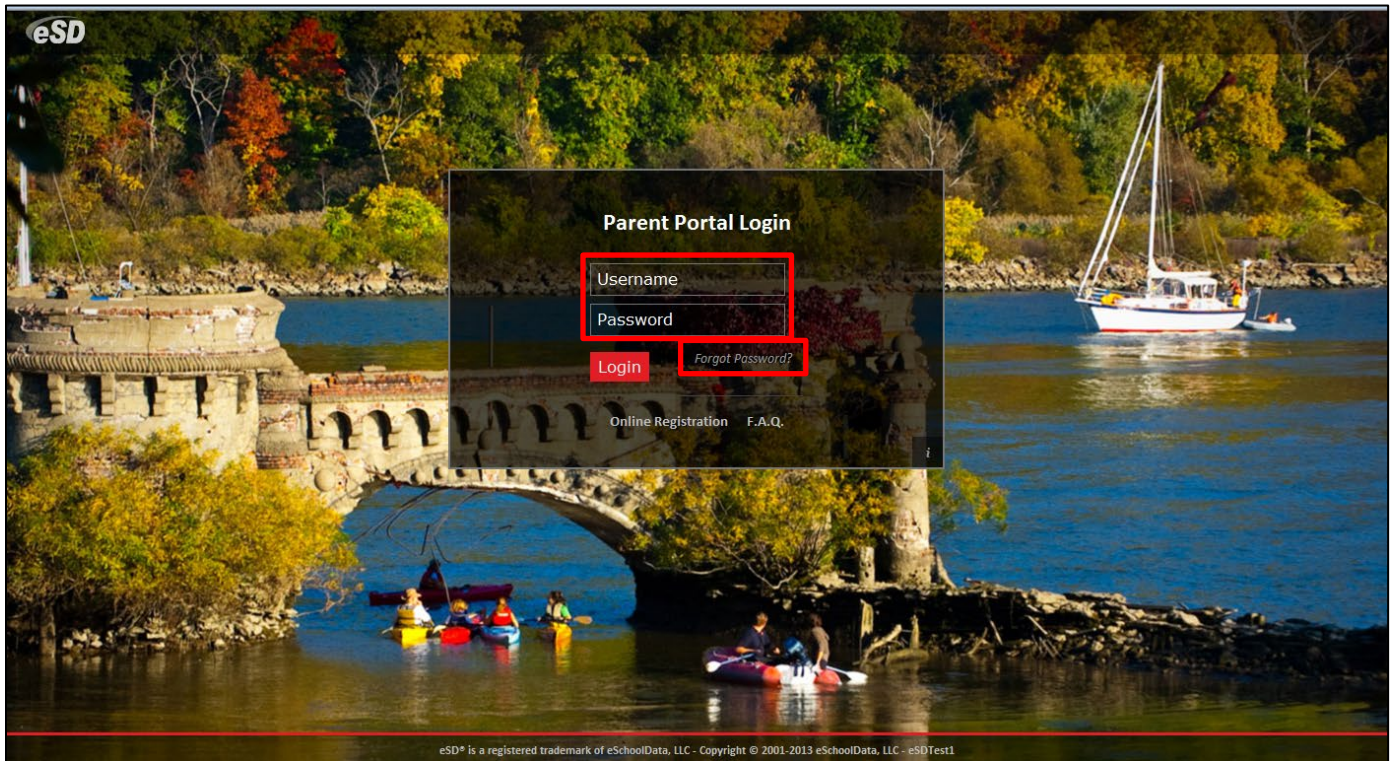 eSD
Parent Portal Login
Username
Password
Forgot Password?
Login
Online Registration F.A.Q.
i
eSD® is a registered trademark of eSchoolData, LLC - Copyright © 2001-2013 eSchoolData, LLC - eSDTest1